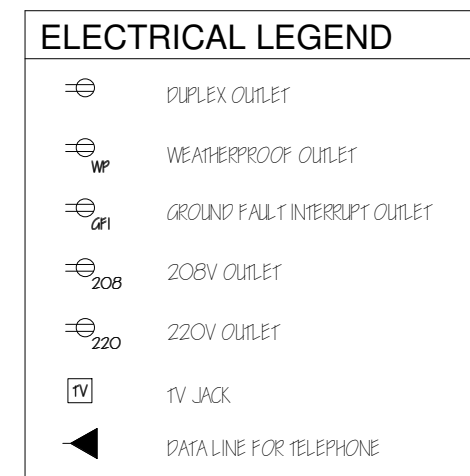 ELECTRICAL LEGEND
DUPLEX OUTLET
WP WEATHERPROOF OUTLET
GFI GROUND FAULT INTERRUPT OUTLET
208 208V OUTLET
220 220V OUTLET
TV TV JACK
DATA LINE FOR TELEPHONE